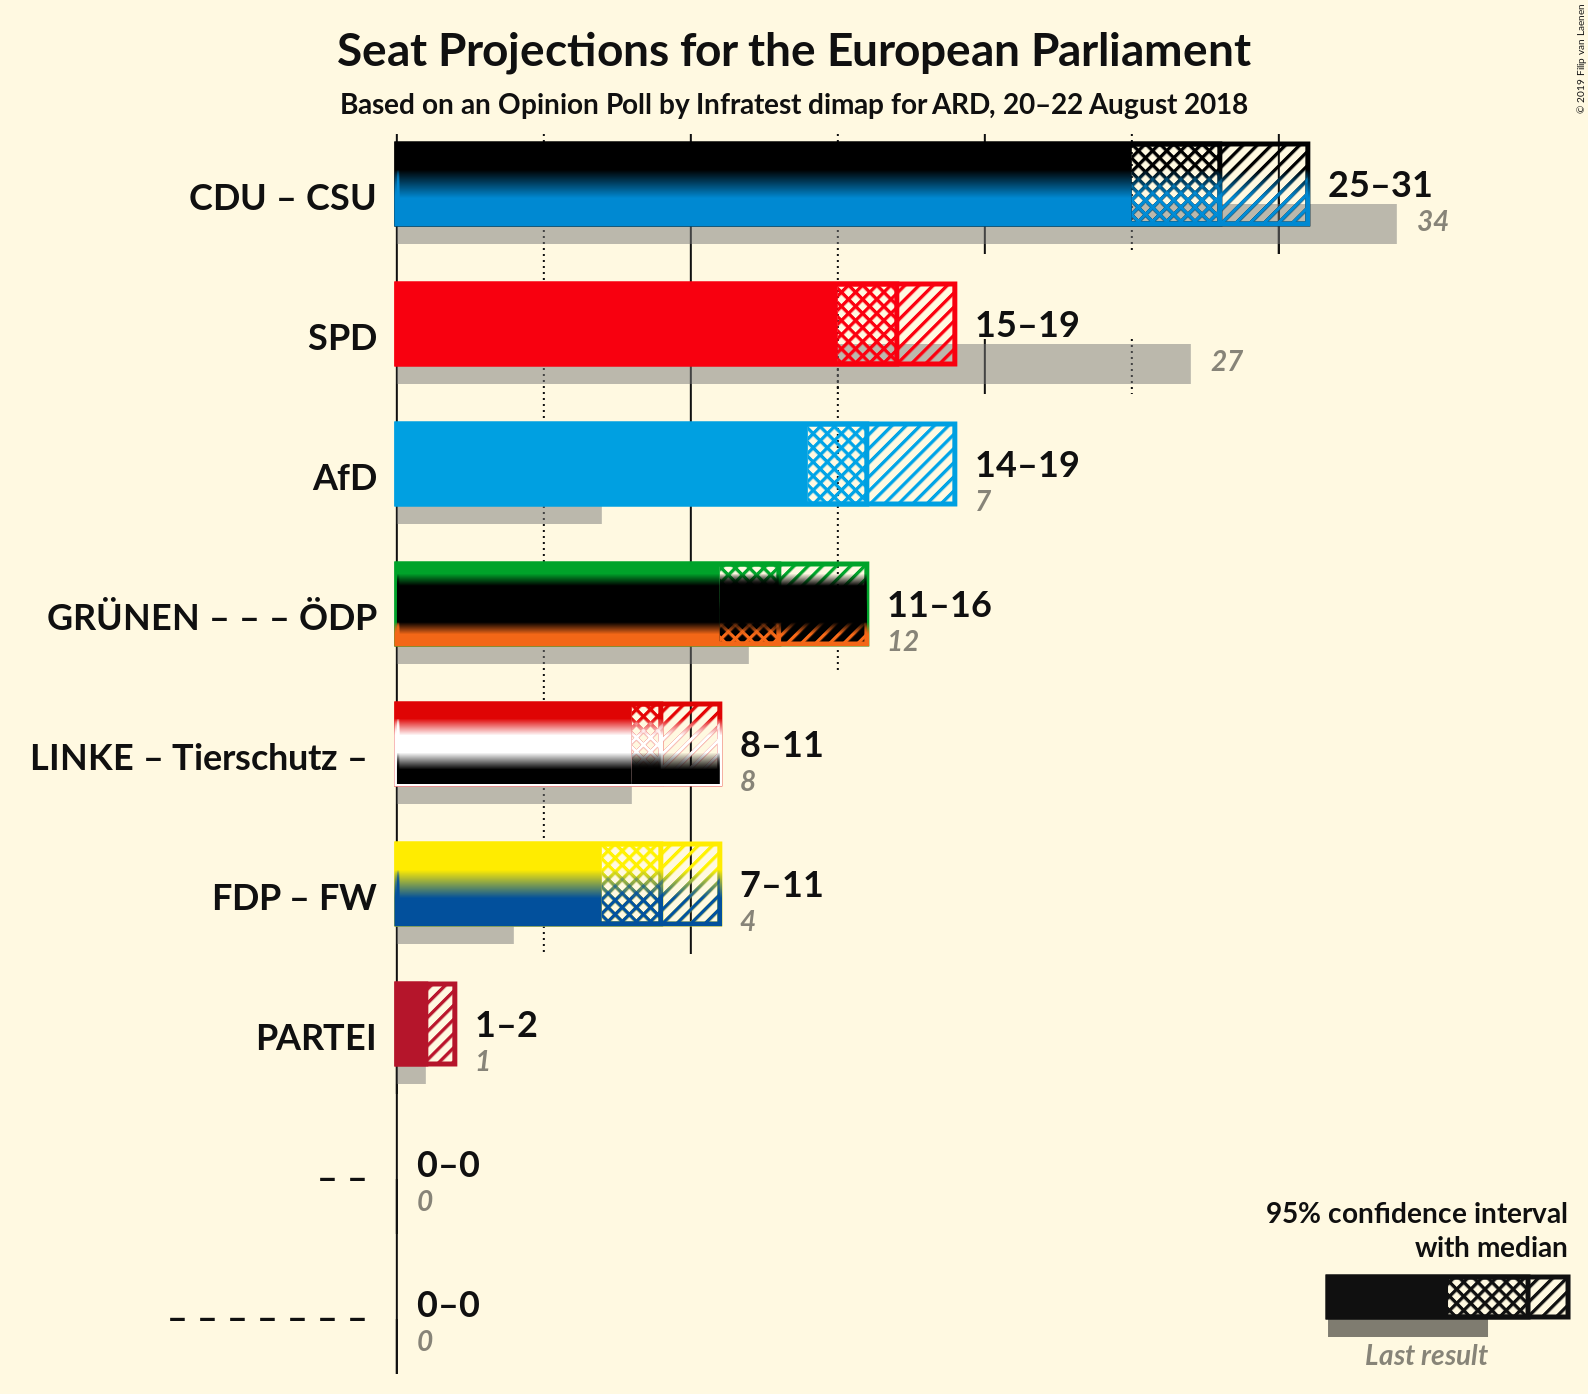 Seat Projections for the European Parliament
Based on an Opinion Poll by Infratest dimap for ARD, 20–22 August 2018
© 2019 Filip van Laenen
CDU – CSU
25–31
34
SPD
15–19
27
AfD
14–19
7
GRÜNEN – – – ÖDP
11–16
12
LINKE – Tierschutz –
8–11
8
FDP – FW
7–11
4
PARTEI
1–2
1
– –
0–0
0
– – – – – – –
0–0
0
95% confidence interval
with median
Last result